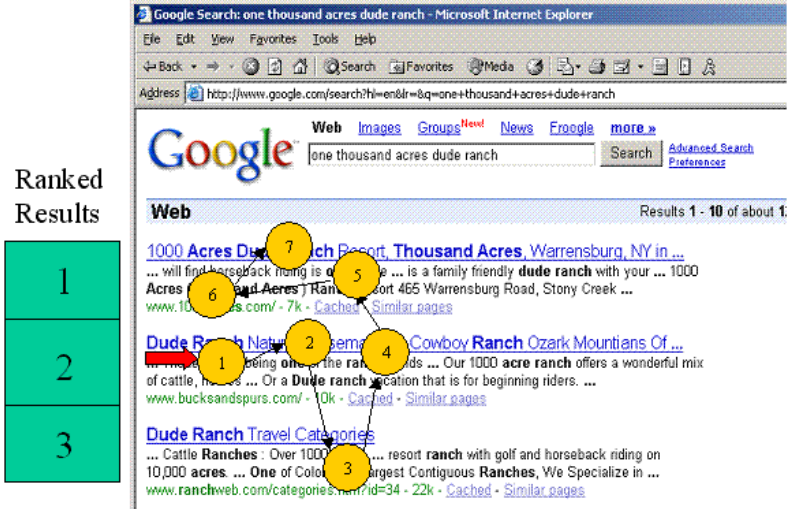 Google Search: one thousand acres dude ranch - Microsoft Internet Explorer
File Edit View Favorites Tools Help
Back Search Favorites Media
Address http://www.google.com/search?hl=en&lr=&q=one+thousand+acres+dude+ranch
Web Images Groups New! News Froogle more »
Google
one thousand acres dude ranch Search Advanced Search
Preferences
Ranked
Results
Web Results 1 - 10 of about 1
1000 Acres Resort, Thousand Acres, Warrensburg, NY in ...
... will find horseback riding is ... is a family friendly dude ranch with your ... 1000
Acres ( Acres ) 465 Warrensburg Road, Stony Creek ...
7k - Cached - Similar pages
Dude Ranch Cowboy Ranch Ozark Mountians Of ...
being the ... Our 1000 acre ranch offers a wonderful mix
of cattle, ... Or a Dude ranch vacation that is for beginning riders. ...
www.bucksandspurs.com/ - 10k - Cached - Similar pages
Dude Ranch Travel Categories
... Cattle Ranches : Over ... resort ranch with golf and horseback riding on
10,000 acres. ... One of Contiguous Ranches, We Specialize in ...
www.ranchweb.com/categories.htm?id=34 - 22k - Cached - Similar pages
1
2
3
1
2
3
4
5
6
7